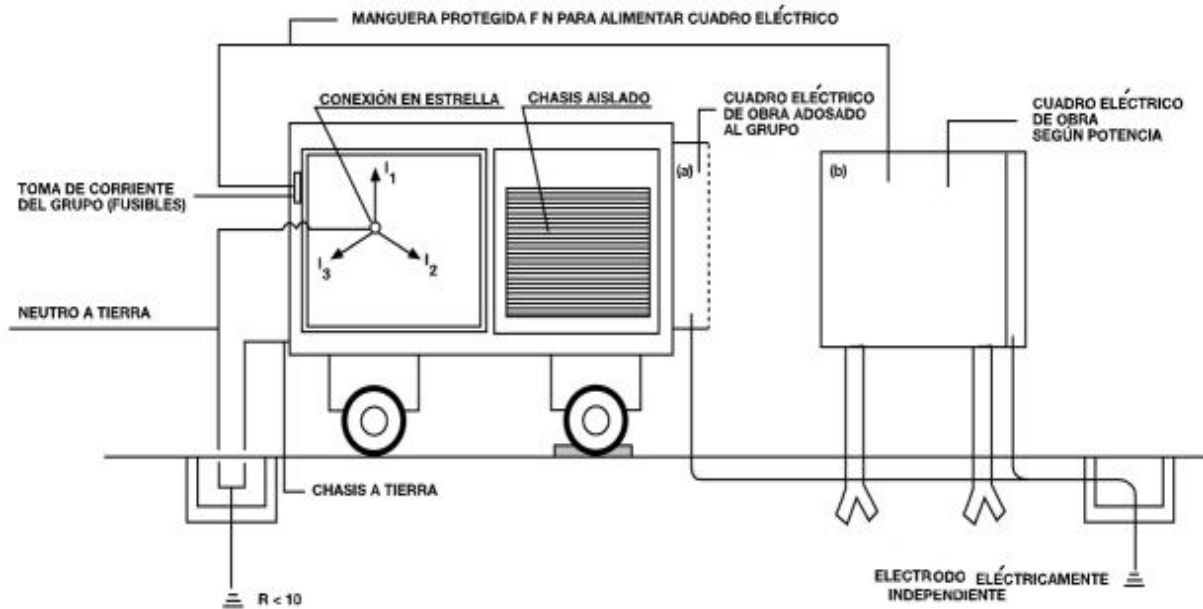 MANGUERA PROTEGIDA F N PARA ALIMENTAR CUADRO ELÉCTRICO
CONEXIÓN EN ESTRELLA
CHASIS AISLADO
CUADRO ELÉCTRICO
DE OBRA ADOSADO
AL GRUPO
CUADRO ELÉCTRICO
DE OBRA
SEGÚN POTENCIA
(a)
(b)
TOMA DE CORRIENTE
DEL GRUPO (FUSIBLES)
I1
I3
I2
NEUTRO A TIERRA
CHASIS A TIERRA
R < 10
ELECTRODO ELÉCTRICAMENTE
INDEPENDIENTE